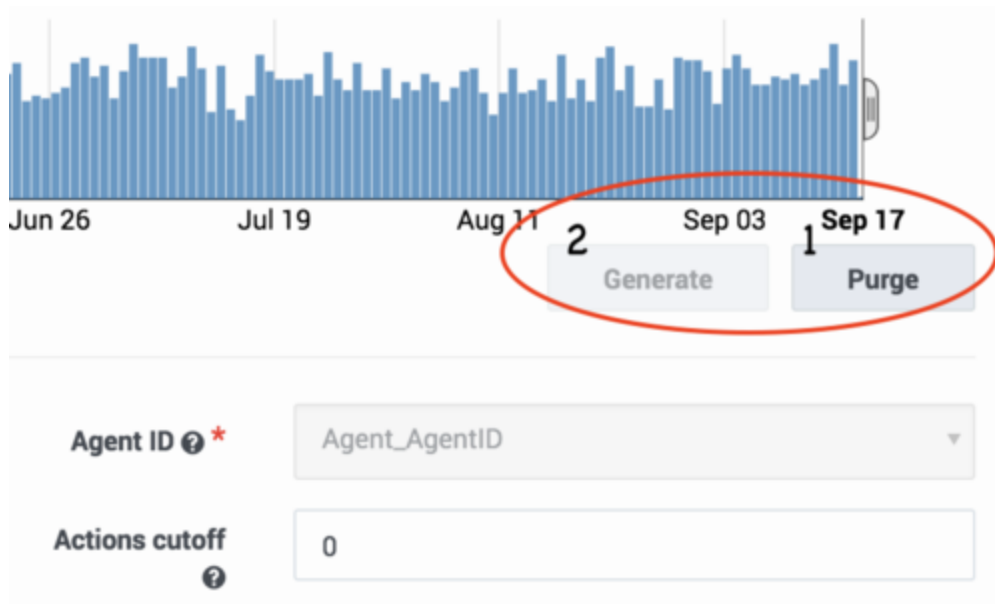 Jun 26 Jul 19 Aug 11 Sep 03 Sep 17
2 1
Generate Purge
Agent ID ? * Agent_AgentID
Actions cutoff 0
?